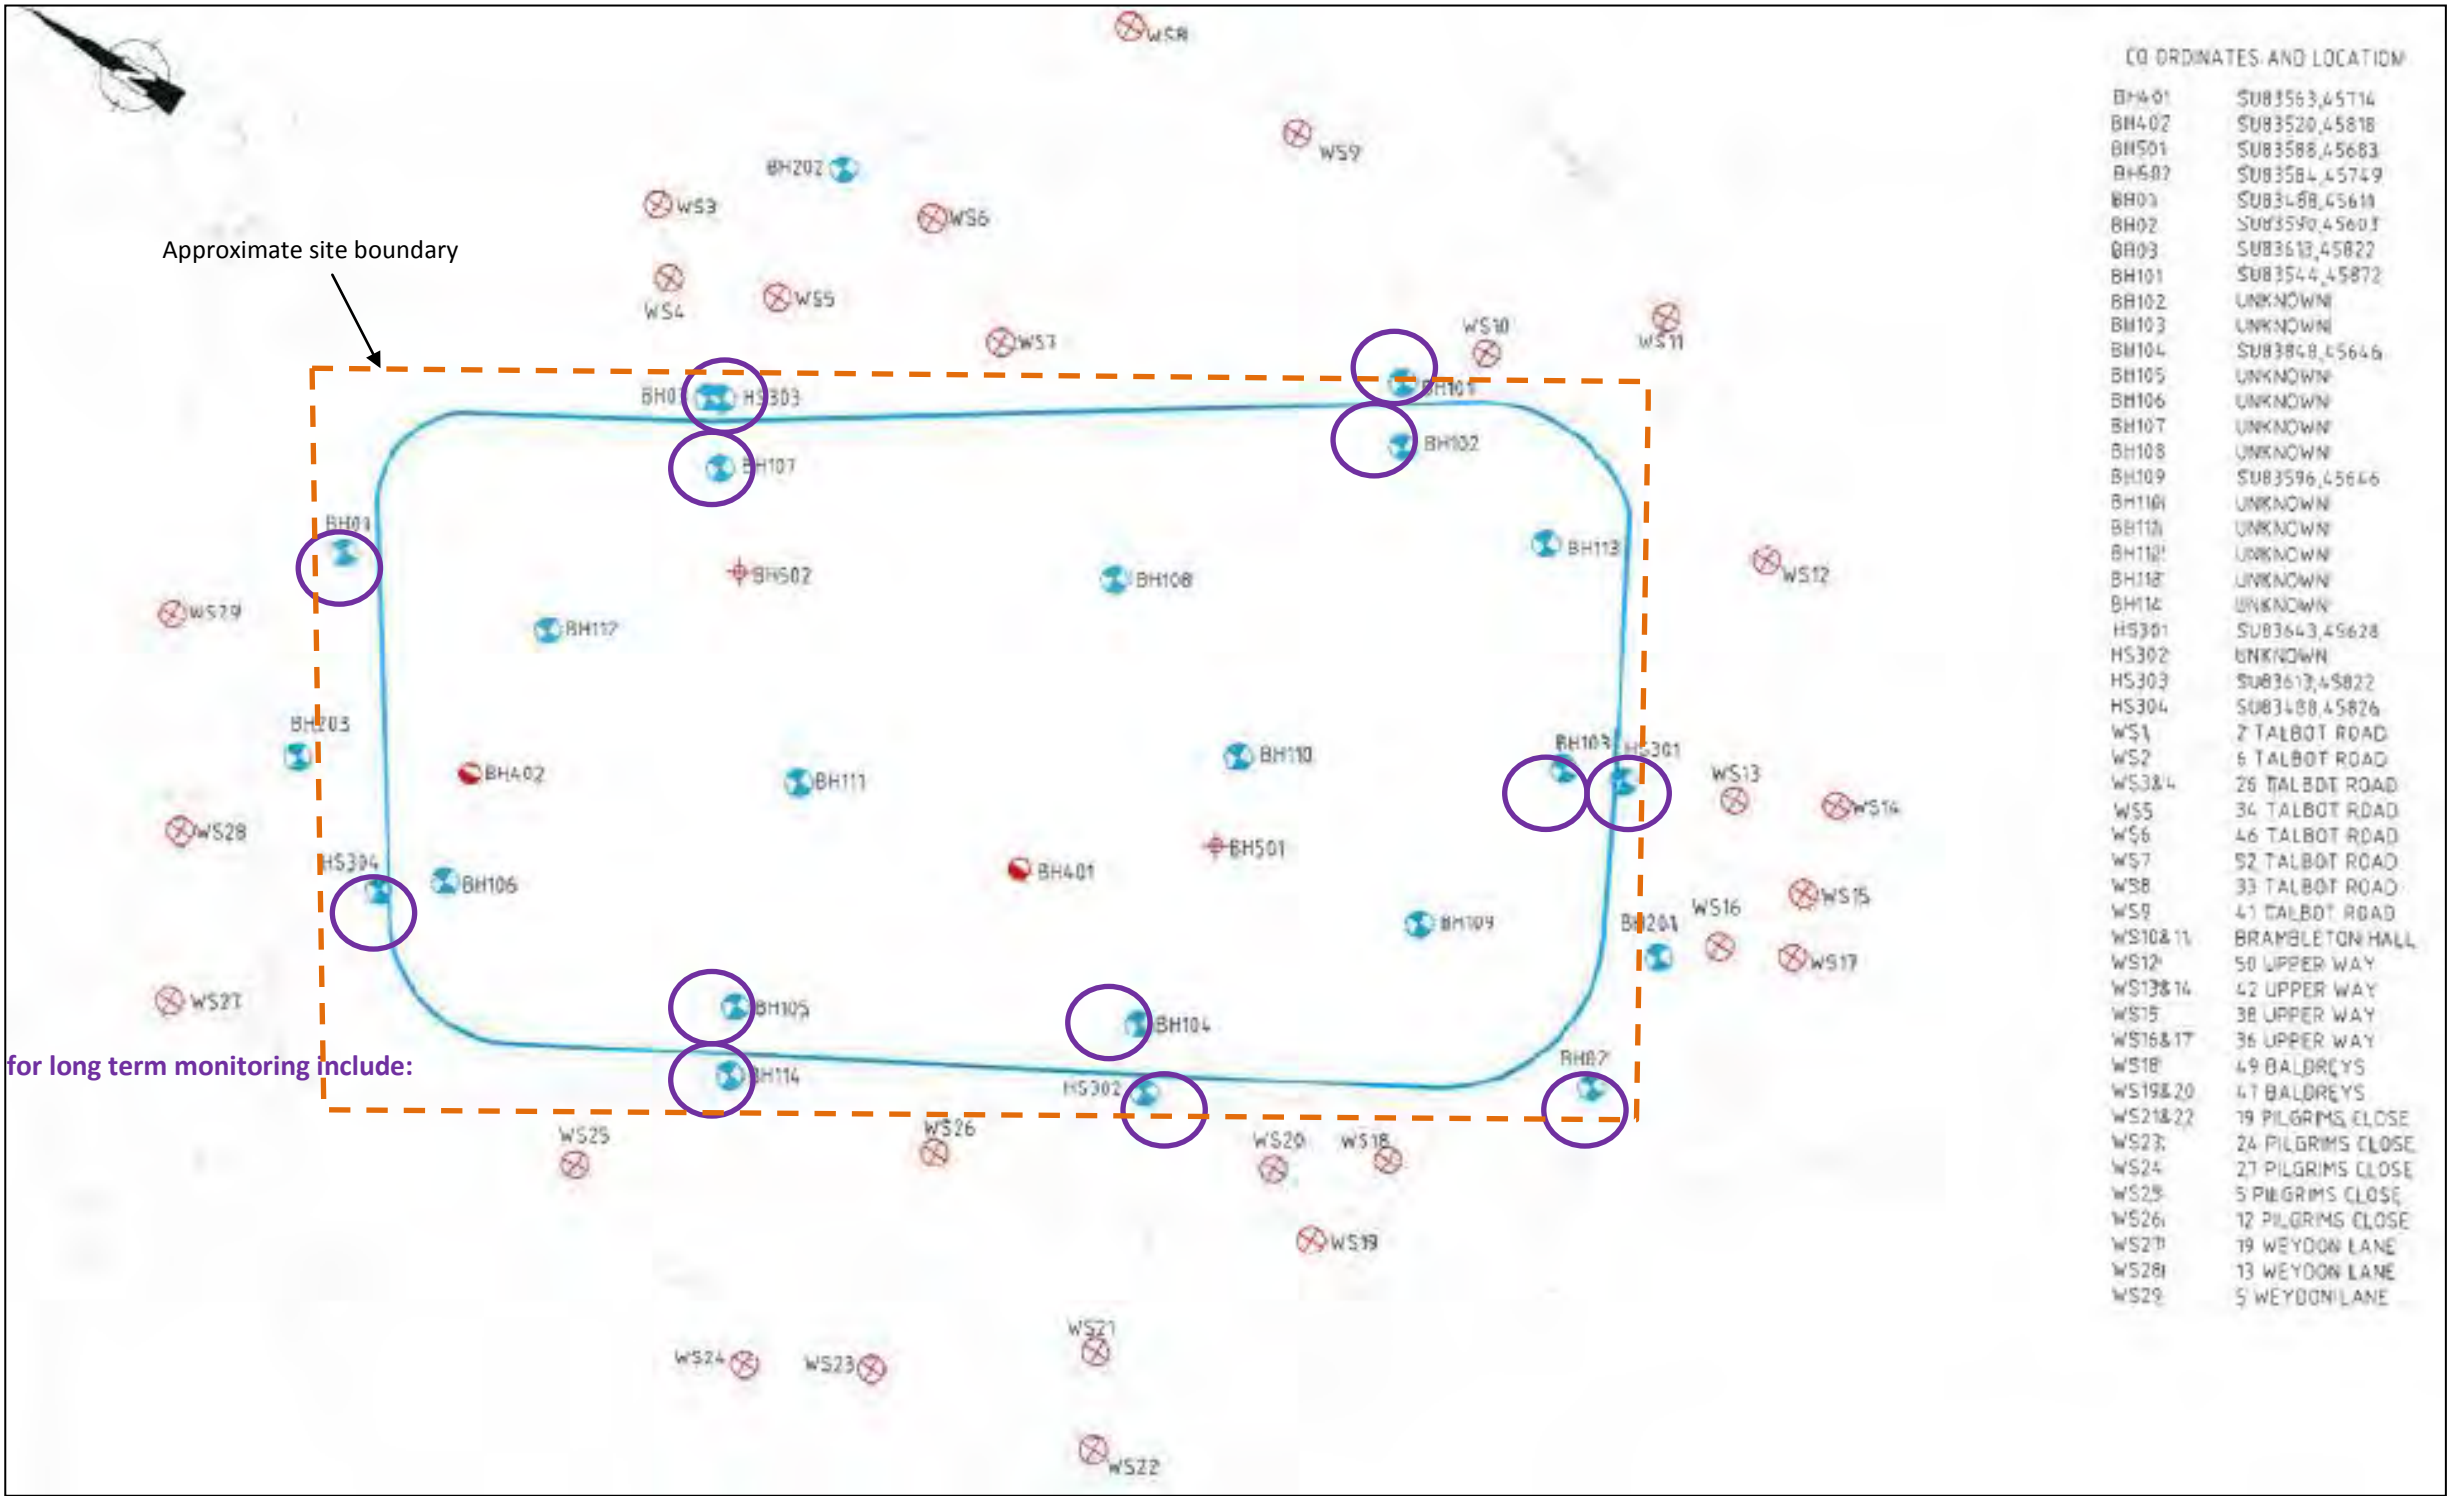 WS8
CO ORDINATES AND LOCATION
WS9
BH202
WS3
WS6
Approximate site boundary
WS4
WS5
WS7
WS10
WS11
HS303
BH101
BH102
BH107
BH01
BH502
BH108
BH113
WS12
WS29
BH112
BH203
BH402
BH111
BH110
BH103
HS301
WS13
WS14
WS28
HS304
BH106
BH401
BH501
BH109
BH201
WS16
WS15
WS17
WS27
BH105
BH104
for long term monitoring include:
BH114
HS302
BH02
WS25
WS26
WS20
WS18
WS19
WS24
WS23
WS21
WS22
BH401 SU83563,45714
BH402 SU83520,45818
BH501 SU83588,45683
BH502 SU83584,45749
BH01 SU83488,45611
BH02 SU83590,45603
BH03 SU83613,45822
BH101 SU83544,45872
BH102 UNKNOWN
BH103 UNKNOWN
BH104 SU83848,45646
BH105 UNKNOWN
BH106 UNKNOWN
BH107 UNKNOWN
BH108 UNKNOWN
BH109 SU83596,45646
BH110 UNKNOWN
BH111 UNKNOWN
BH112 UNKNOWN
BH113 UNKNOWN
BH114 UNKNOWN
HS301 SU83643,45628
HS302 UNKNOWN
HS303 SU83613,45822
HS304 SU83488,45826
WS1 2 TALBOT ROAD
WS2 6 TALBOT ROAD
WS3&4 26 TALBOT ROAD
WS5 34 TALBOT ROAD
WS6 46 TALBOT ROAD
WS7 52 TALBOT ROAD
WS8 33 TALBOT ROAD
WS9 41 TALBOT ROAD
WS10&11 BRAMBLETON HALL
WS12 50 UPPER WAY
WS13&14 42 UPPER WAY
WS15 38 UPPER WAY
WS16&17 36 UPPER WAY
WS18 49 BALDREYS
WS19&20 47 BALDREYS
WS21&22 19 PILGRIMS CLOSE
WS23 24 PILGRIMS CLOSE
WS24 27 PILGRIMS CLOSE
WS25 5 PILGRIMS CLOSE
WS26 12 PILGRIMS CLOSE
WS27 19 WEYDON LANE
WS28 13 WEYDON LANE
WS29 5 WEYDON LANE